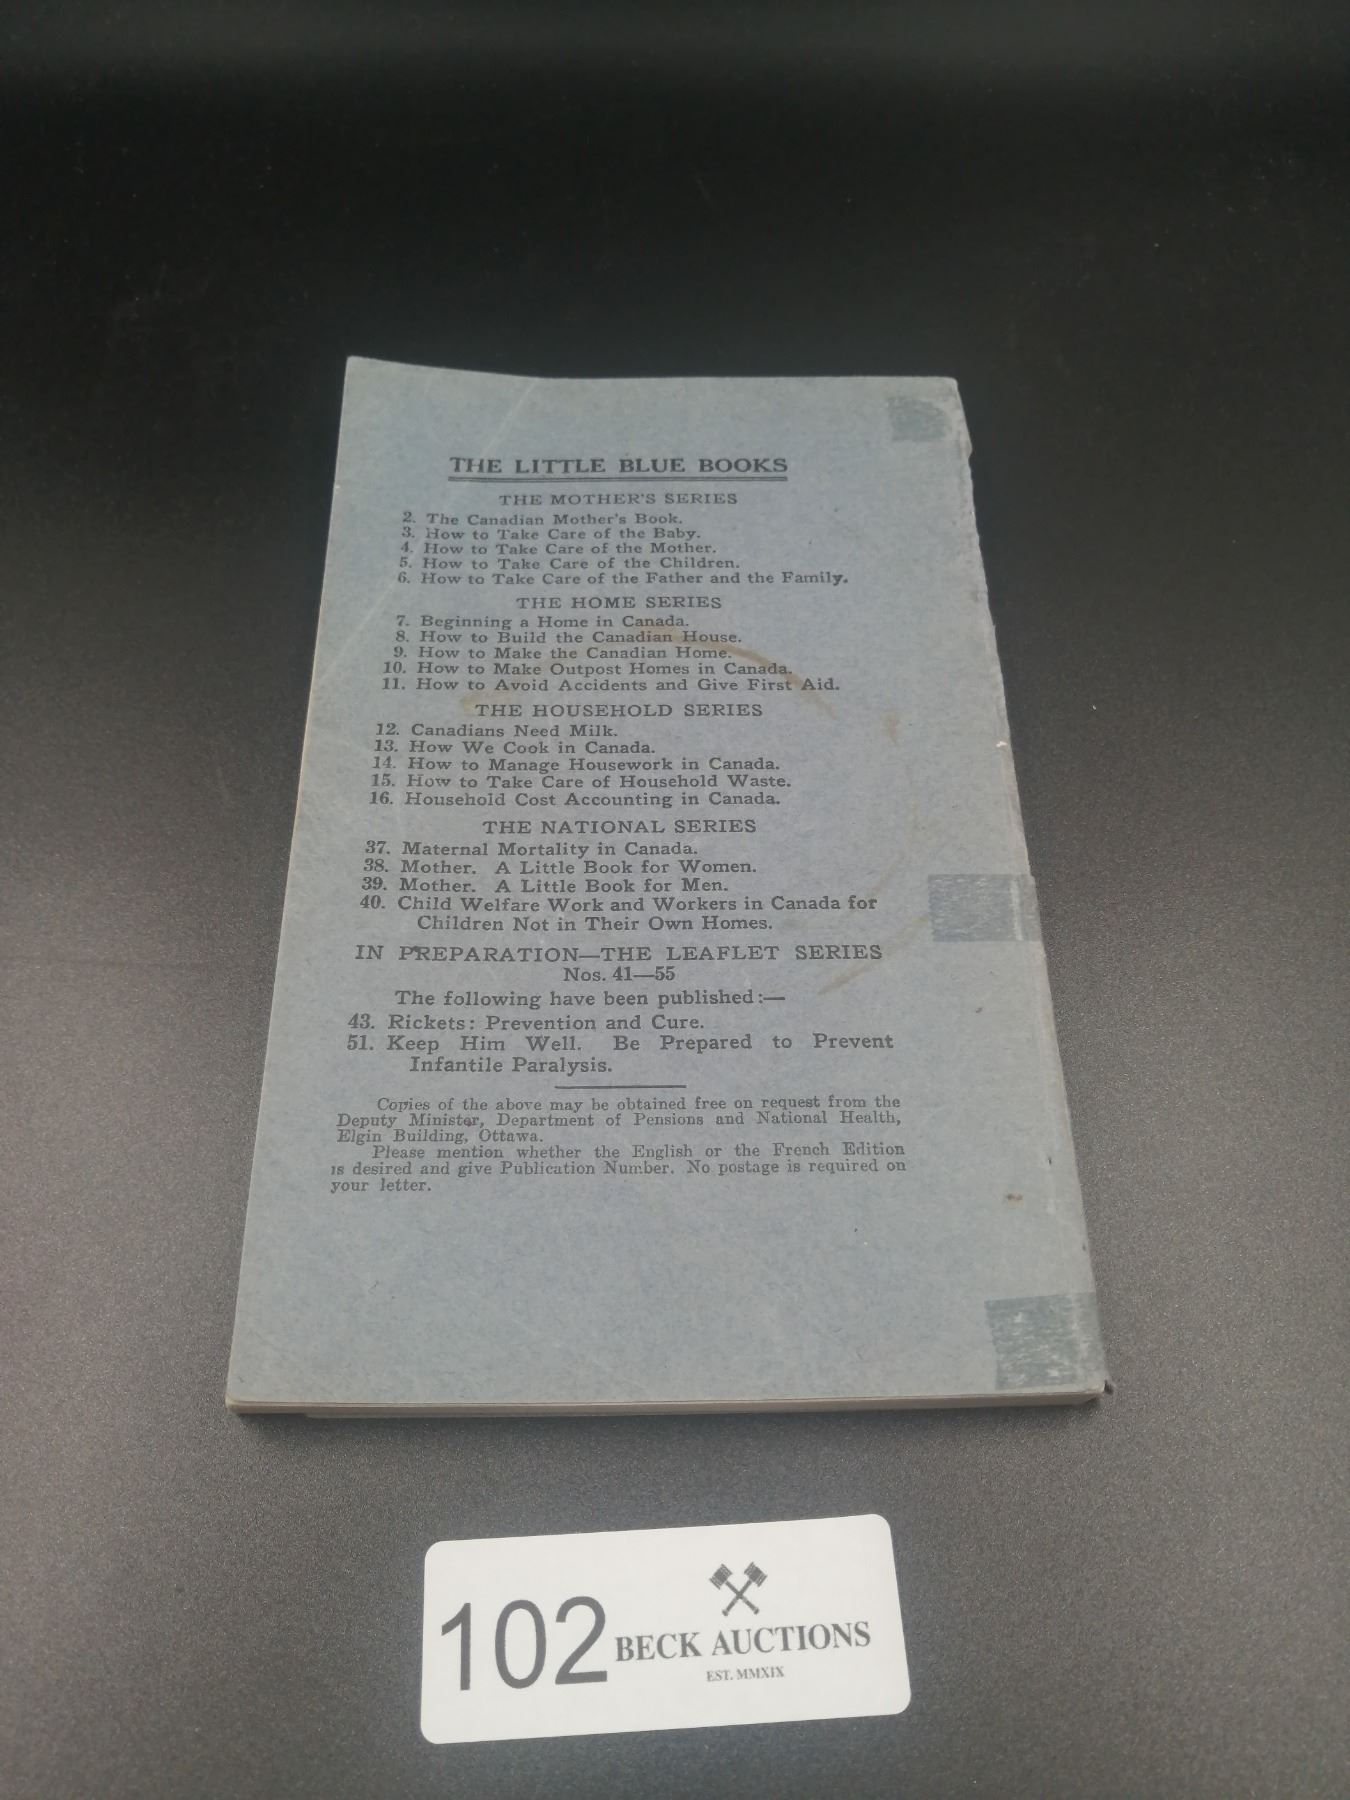 THE LITTLE BLUE BOOKS
THE MOTHER'S SERIES
2. The Canadian Mother's Book.
3. How to Take Care of the Baby.
4. How to Take Care of the Mother.
5. How to Take Care of the Children.
6. How to Take Care of the Father and the Family.
THE HOME SERIES
7. Beginning a Home in Canada.
8. How to Build the Canadian House.
9. How to Make the Canadian Home.
10. How to Make Outpost Homes in Canada.
11. How to Avoid Accidents and Give First Aid.
THE HOUSEHOLD SERIES
12. Canadians Need Milk.
13. How We Cook in Canada.
14. How to Manage Housework in Canada.
15. How to Take Care of Household Waste.
16. Household Cost Accounting in Canada.
THE NATIONAL SERIES
37. Maternal Mortality in Canada.
38. Mother. A Little Book for Women.
39. Mother. A Little Book for Men.
40. Child Welfare Work and Workers in Canada for
Children Not in Their Own Homes.
IN PREPARATION—THE LEAFLET SERIES
Nos. 41—55
The following have been published:—
43. Rickets: Prevention and Cure.
51. Keep Him Well. Be Prepared to Prevent
Infantile Paralysis.
Copies of the above may be obtained free on request from the
Deputy Minister, Department of Pensions and National Health,
Elgin Building, Ottawa.
Please mention whether the English or the French Edition
is desired and give Publication Number. No postage is required on
your letter.
102
BECK AUCTIONS
EST. MMXIX